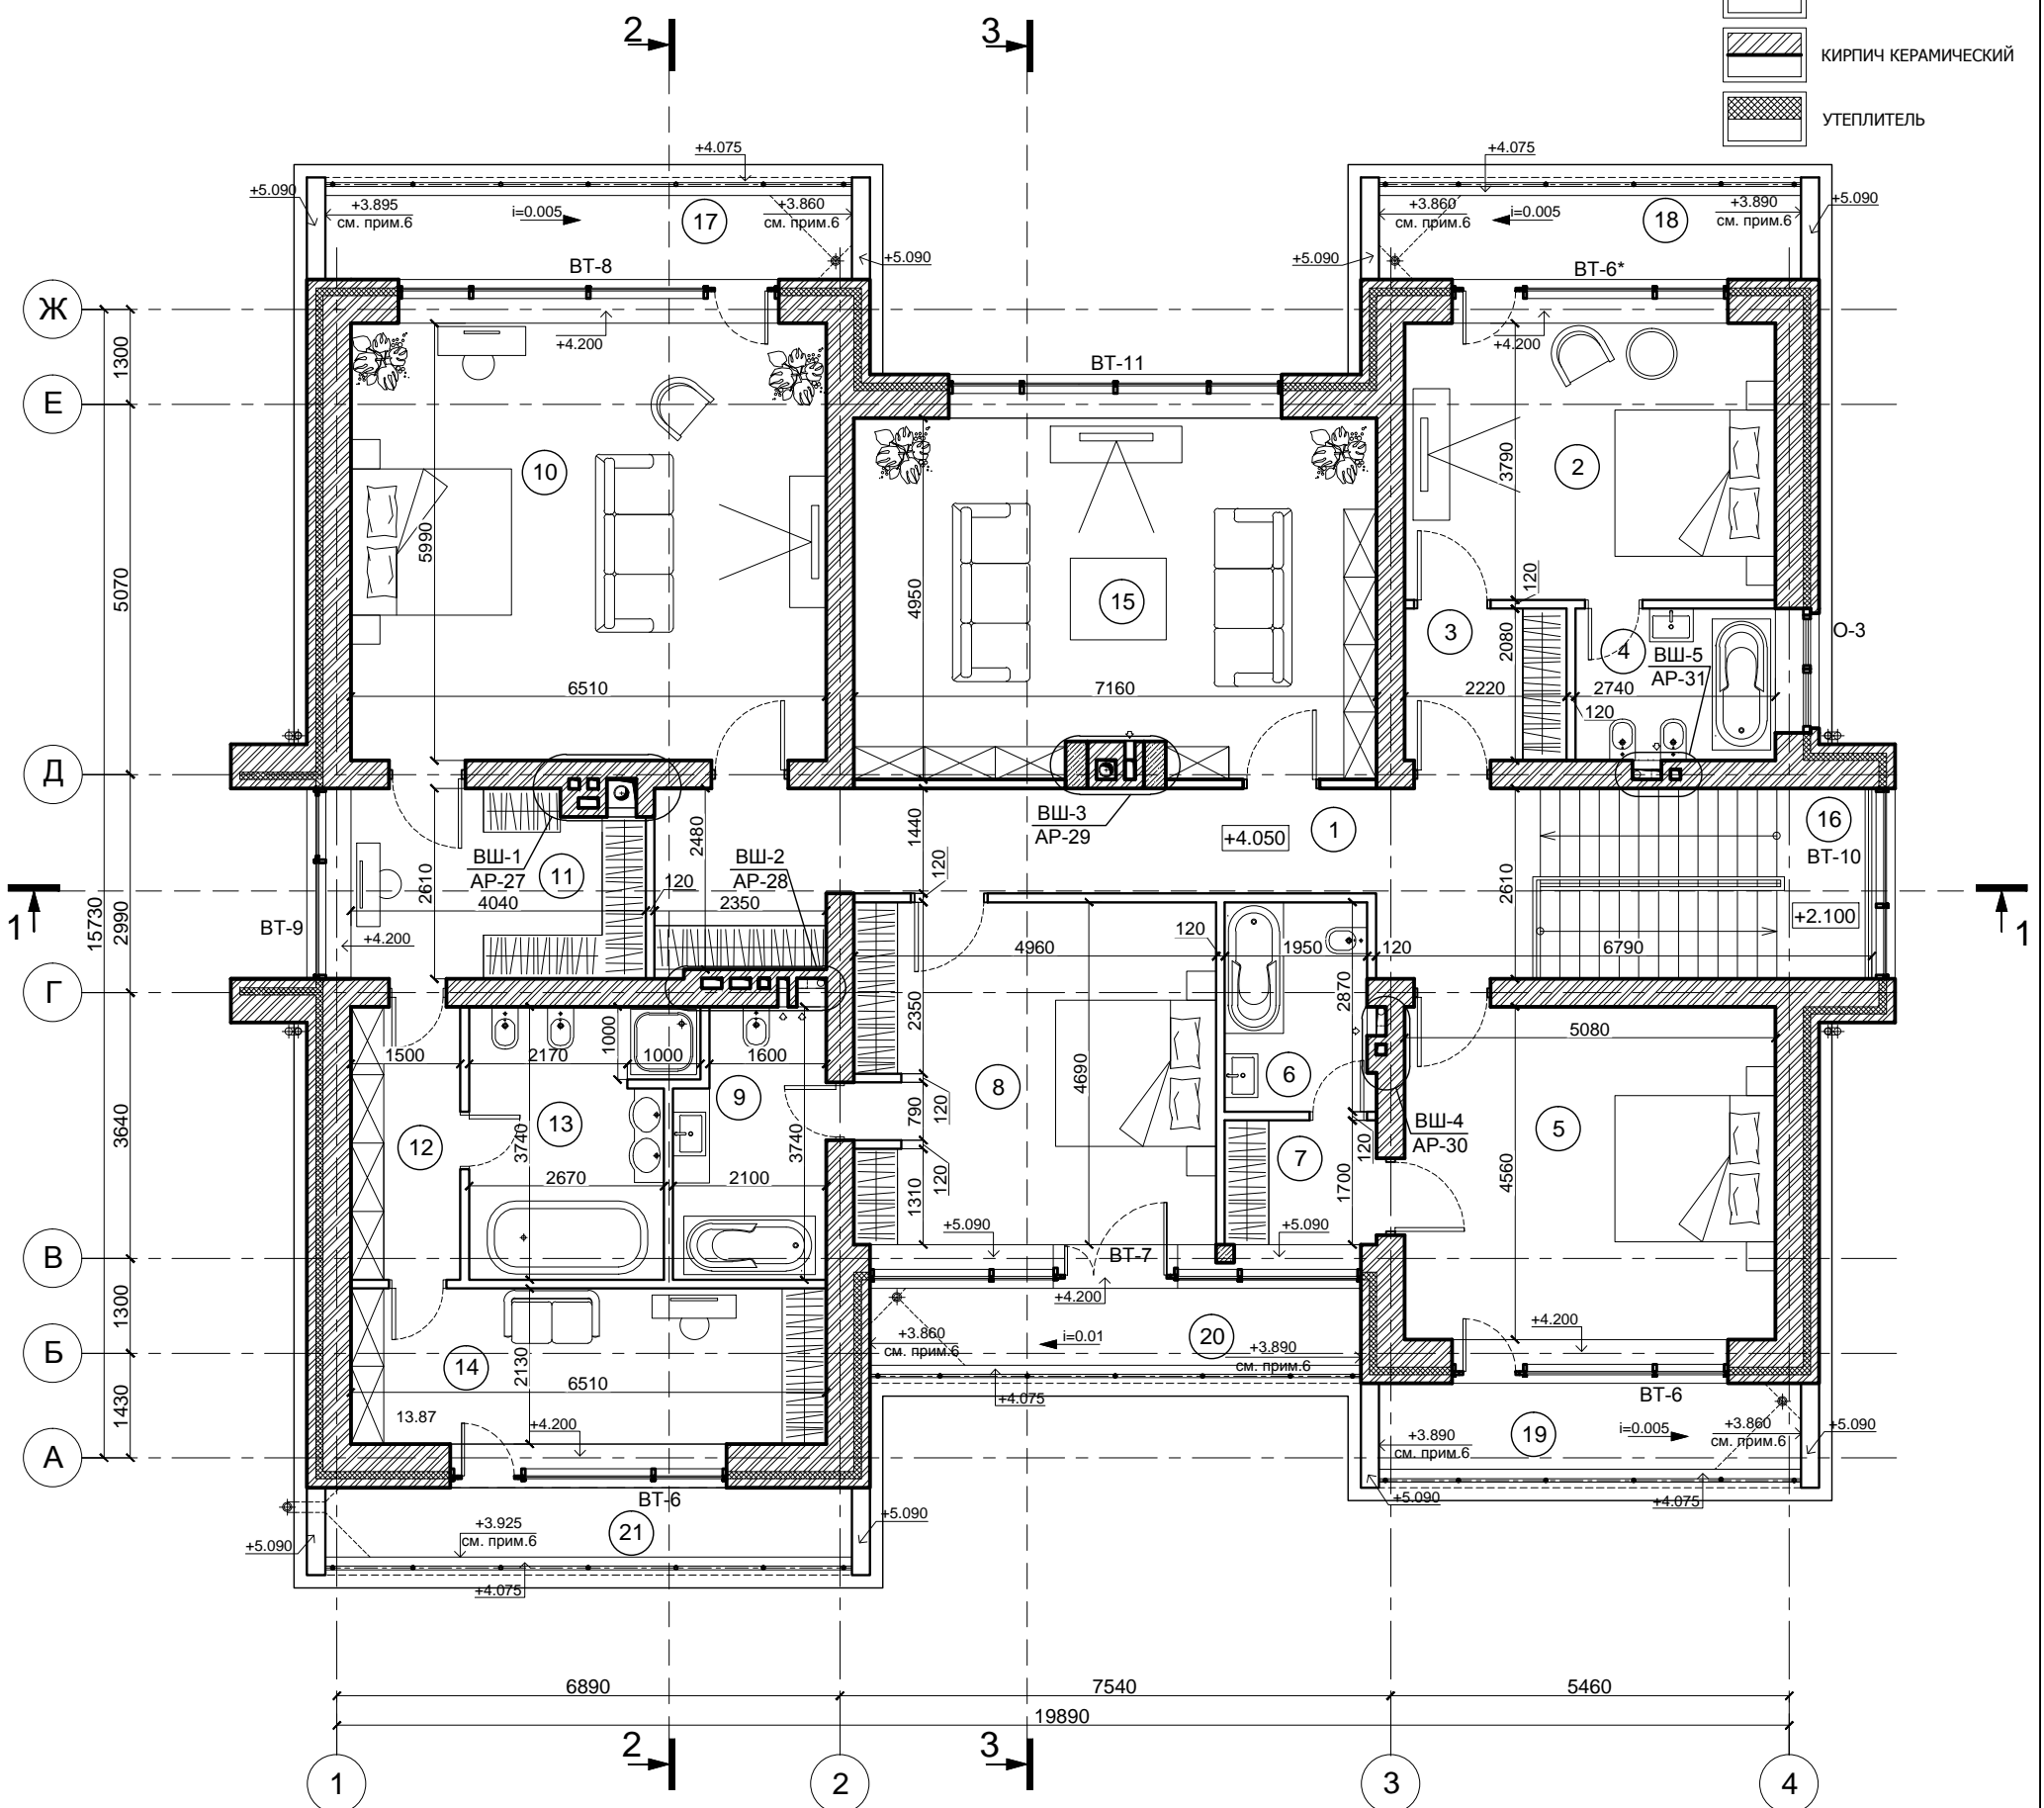 2
3
КИРПИЧ КЕРАМИЧЕСКИЙ
УТЕПЛИТЕЛЬ
+4.075
+4.075
+5.090
+3.895
см. прим.6
i=0.005
17
+3.860
см. прим.6
+5.090
+5.090
+3.860
см. прим.6
i=0.005
18
+3.890
см. прим.6
+5.090
ВТ-8
ВТ-6*
Ж
+4.200
+4.200
1300
ВТ-11
Е
10
5990
5070
4950
15
3790
2
120
3
2080
4
О-3
ВШ-5
АР-31
6510
7160
2220
2740
120
Д
ВШ-3
АР-29
1440
+4.050
1
16
ВТ-10
2480
ВШ-1
АР-27
11
ВШ-2
АР-28
120
120
2610
2610
4040
2350
+2.100
1
15730
2990
ВТ-9
+4.200
4960
120
1950
120
6790
1
Г
2350
2870
1000
1500
2170
1000
1600
5080
4690
8
6
9
790
120
12
13
3640
3740
3740
ВШ-4
АР-30
5
7
120
4560
2670
2100
1310
120
1700
+5.090
+5.090
В
ВТ-7
+4.200
1300
+3.860
см. прим.6
i=0.01
20
+3.890
см. прим.6
+4.200
Б
14
2130
6510
+4.075
ВТ-6
1430
13.87
+4.200
19
+3.890
см. прим.6
i=0.005
+3.860
см. прим.6
+5.090
А
ВТ-6
+5.090
+4.075
21
+3.925
см. прим.6
+5.090
+5.090
+4.075
6890
7540
5460
19890
2
3
1
2
3
4